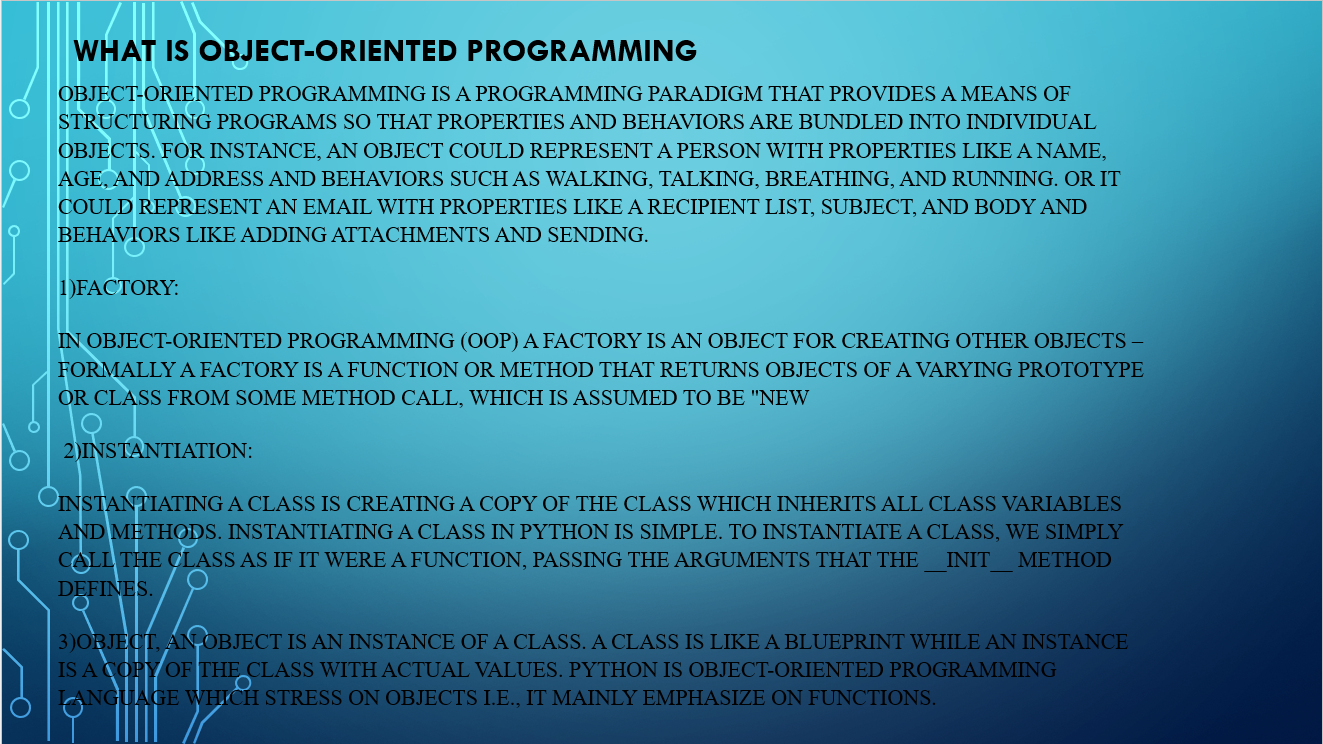 WHAT IS OBJECT-ORIENTED PROGRAMMING
OBJECT-ORIENTED PROGRAMMING IS A PROGRAMMING PARADIGM THAT PROVIDES A MEANS OF
STRUCTURING PROGRAMS SO THAT PROPERTIES AND BEHAVIORS ARE BUNDLED INTO INDIVIDUAL
OBJECTS. FOR INSTANCE, AN OBJECT COULD REPRESENT A PERSON WITH PROPERTIES LIKE A NAME,
AGE, AND ADDRESS AND BEHAVIORS SUCH AS WALKING, TALKING, BREATHING, AND RUNNING. OR IT
COULD REPRESENT AN EMAIL WITH PROPERTIES LIKE A RECIPIENT LIST, SUBJECT, AND BODY AND
BEHAVIORS LIKE ADDING ATTACHMENTS AND SENDING.
1)FACTORY:
IN OBJECT-ORIENTED PROGRAMMING (OOP) A FACTORY IS AN OBJECT FOR CREATING OTHER OBJECTS –
FORMALLY A FACTORY IS A FUNCTION OR METHOD THAT RETURNS OBJECTS OF A VARYING PROTOTYPE
OR CLASS FROM SOME METHOD CALL, WHICH IS ASSUMED TO BE "NEW
2)INSTANTIATION:
INSTANTIATING A CLASS IS CREATING A COPY OF THE CLASS WHICH INHERITS ALL CLASS VARIABLES
AND METHODS. INSTANTIATING A CLASS IN PYTHON IS SIMPLE. TO INSTANTIATE A CLASS, WE SIMPLY
CALL THE CLASS AS IF IT WERE A FUNCTION, PASSING THE ARGUMENTS THAT THE __INIT__ METHOD
DEFINES.
3)OBJECT, AN OBJECT IS AN INSTANCE OF A CLASS. A CLASS IS LIKE A BLUEPRINT WHILE AN INSTANCE
IS A COPY OF THE CLASS WITH ACTUAL VALUES. PYTHON IS OBJECT-ORIENTED PROGRAMMING
LANGUAGE WHICH STRESS ON OBJECTS I.E., IT MAINLY EMPHASIZE ON FUNCTIONS.